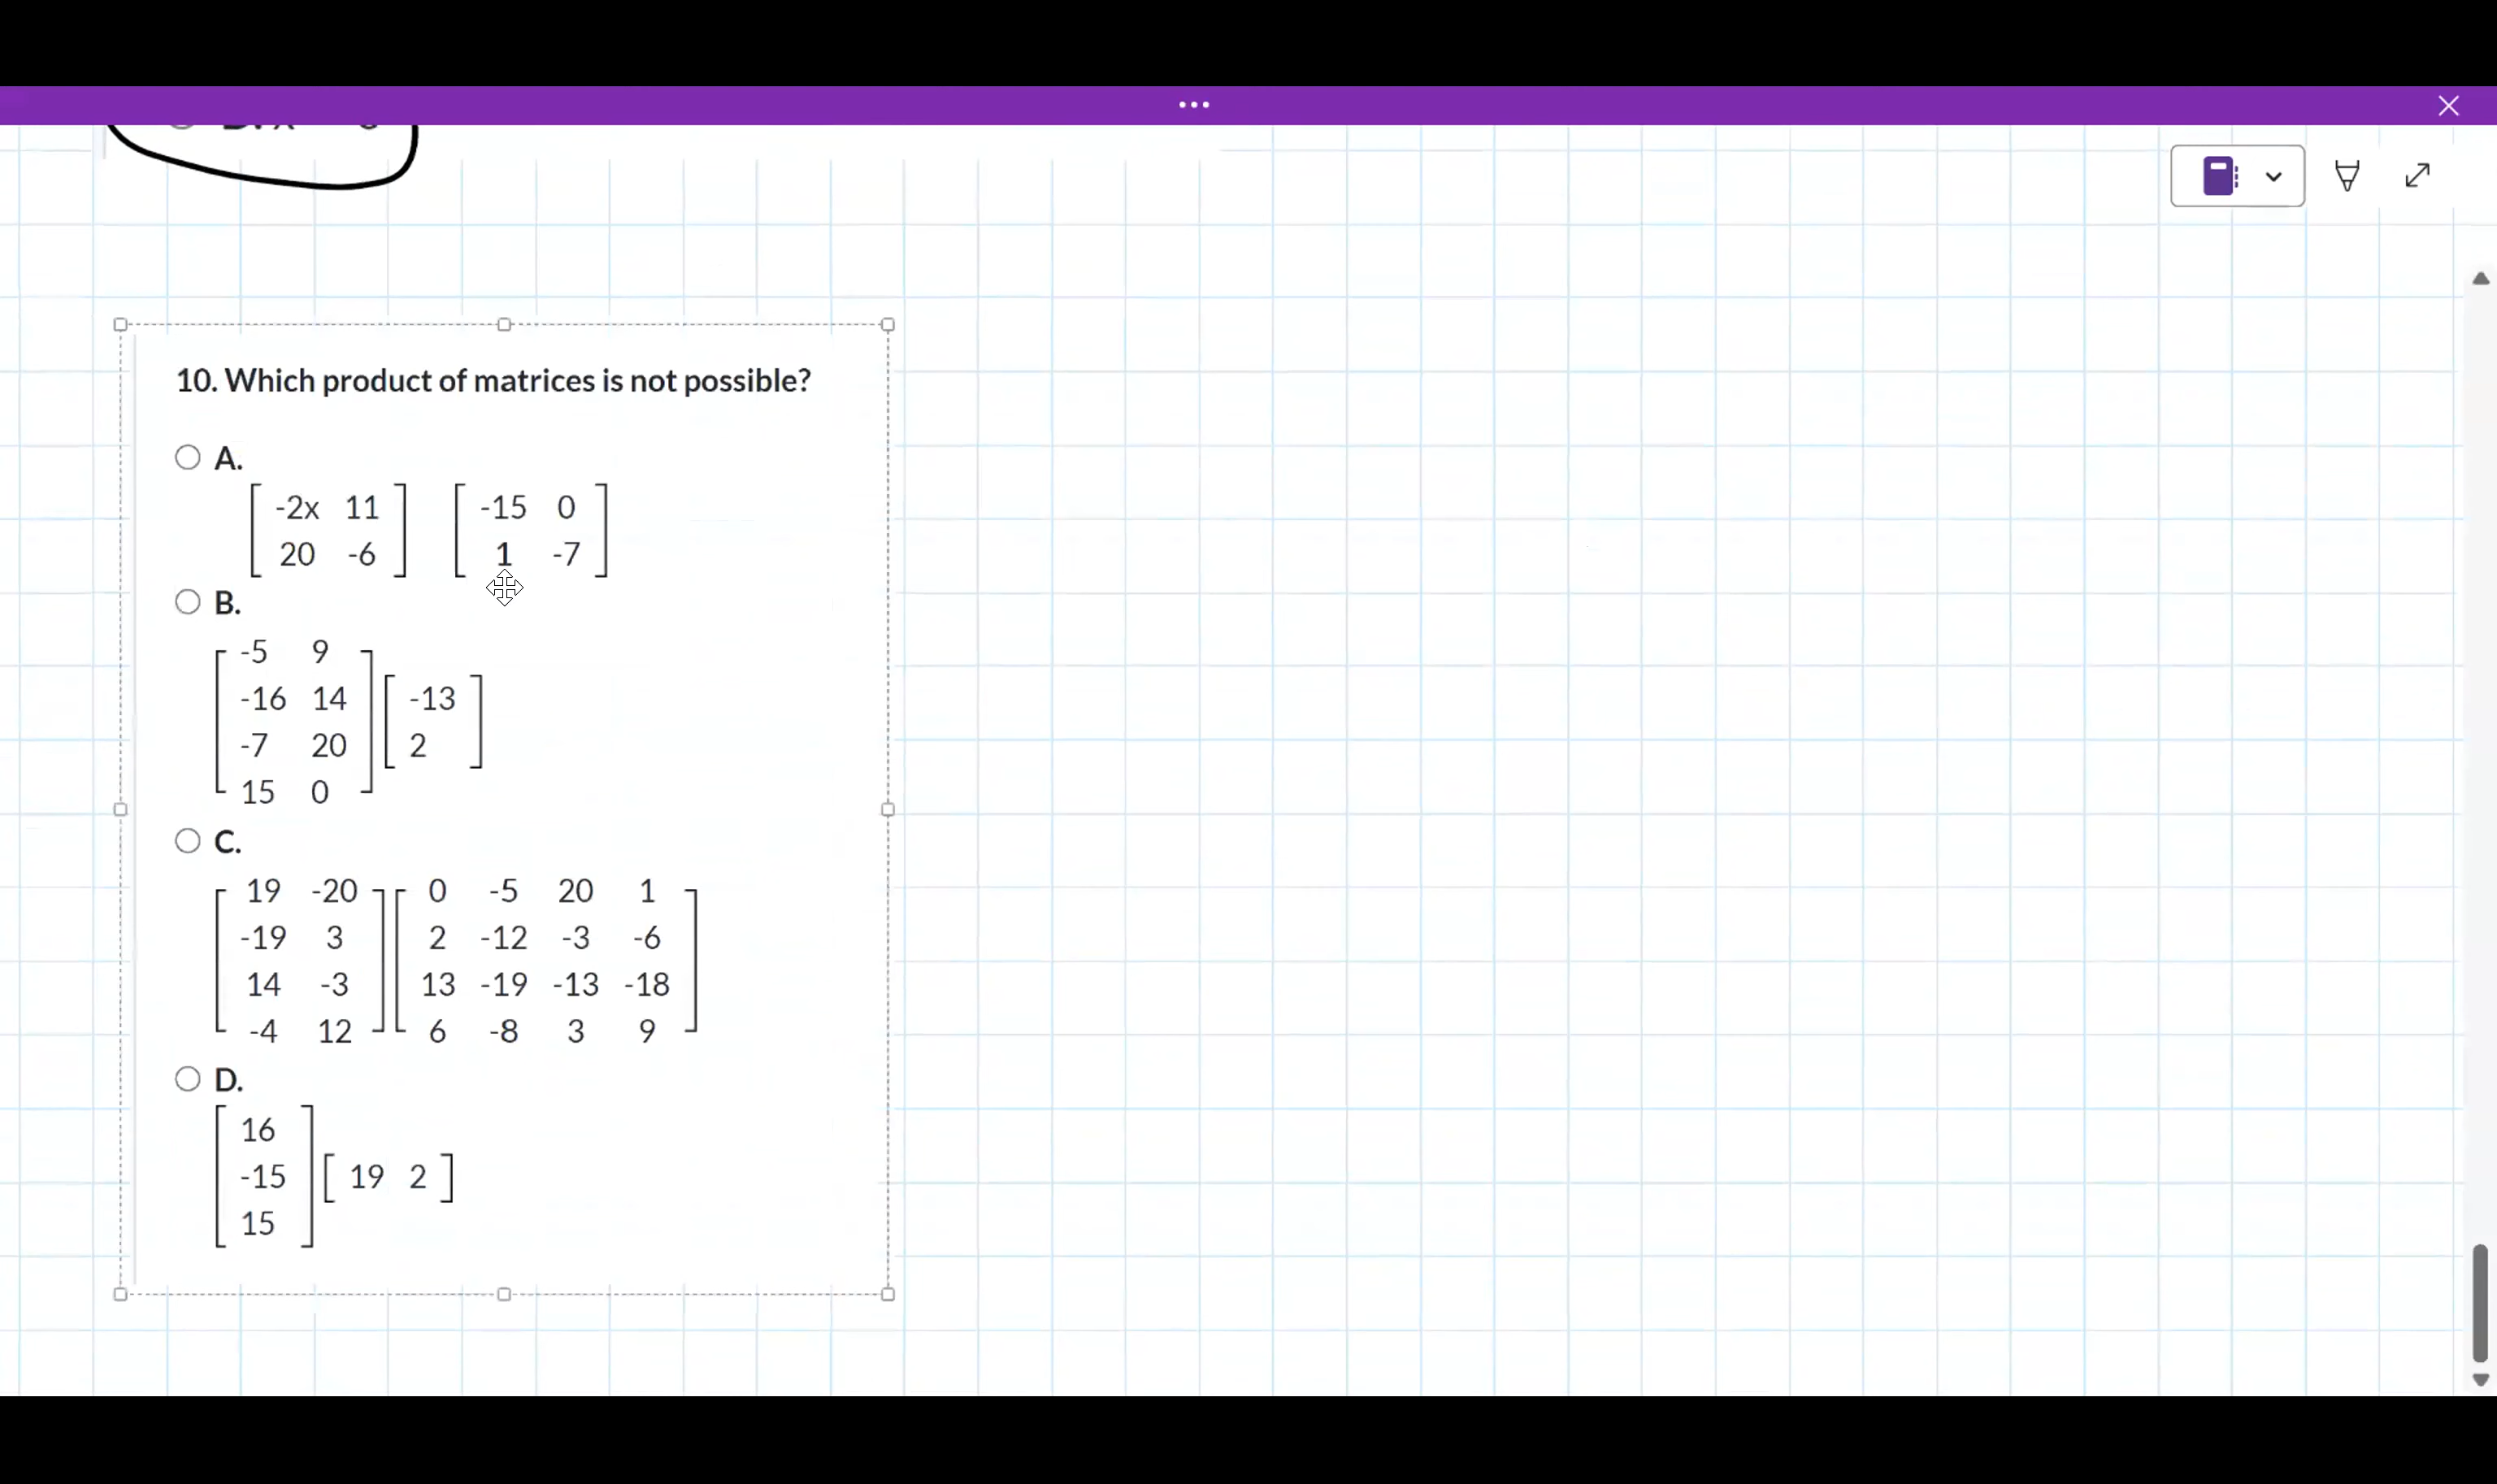 10. Which product of matrices is not possible?
A.
-2x 11 -15 0
20 -6 1 -7
B.
-5 9
-16 14 -13
-7 20 2
15 0
C.
19 -20 0 -5 20 1
-19 3 2 -12 -3 -6
14 -3 13 -19 -13 -18
-4 12 6 -8 3 9
D.
16
-15 [ 19 2 ]
15